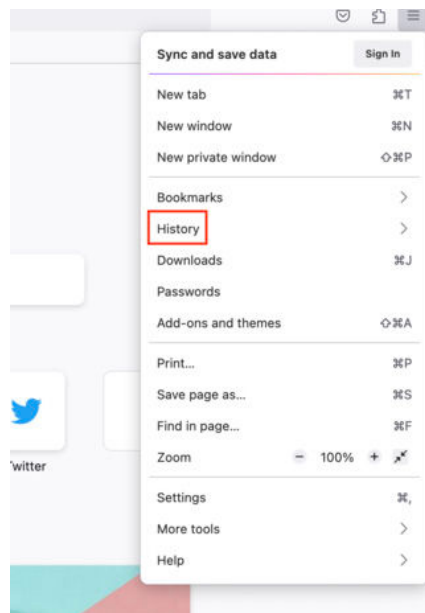 Sync and save data Sign In
New tab ⌘T
New window ⌘N
New private window ⇧⌘P
Bookmarks
History
Downloads ⌘J
Passwords
Add-ons and themes ⇧⌘A
Print... ⌘P
Save page as... ⌘S
Find in page... ⌘F
Zoom − 100% +
Twitter
Settings ⌘,
More tools
Help